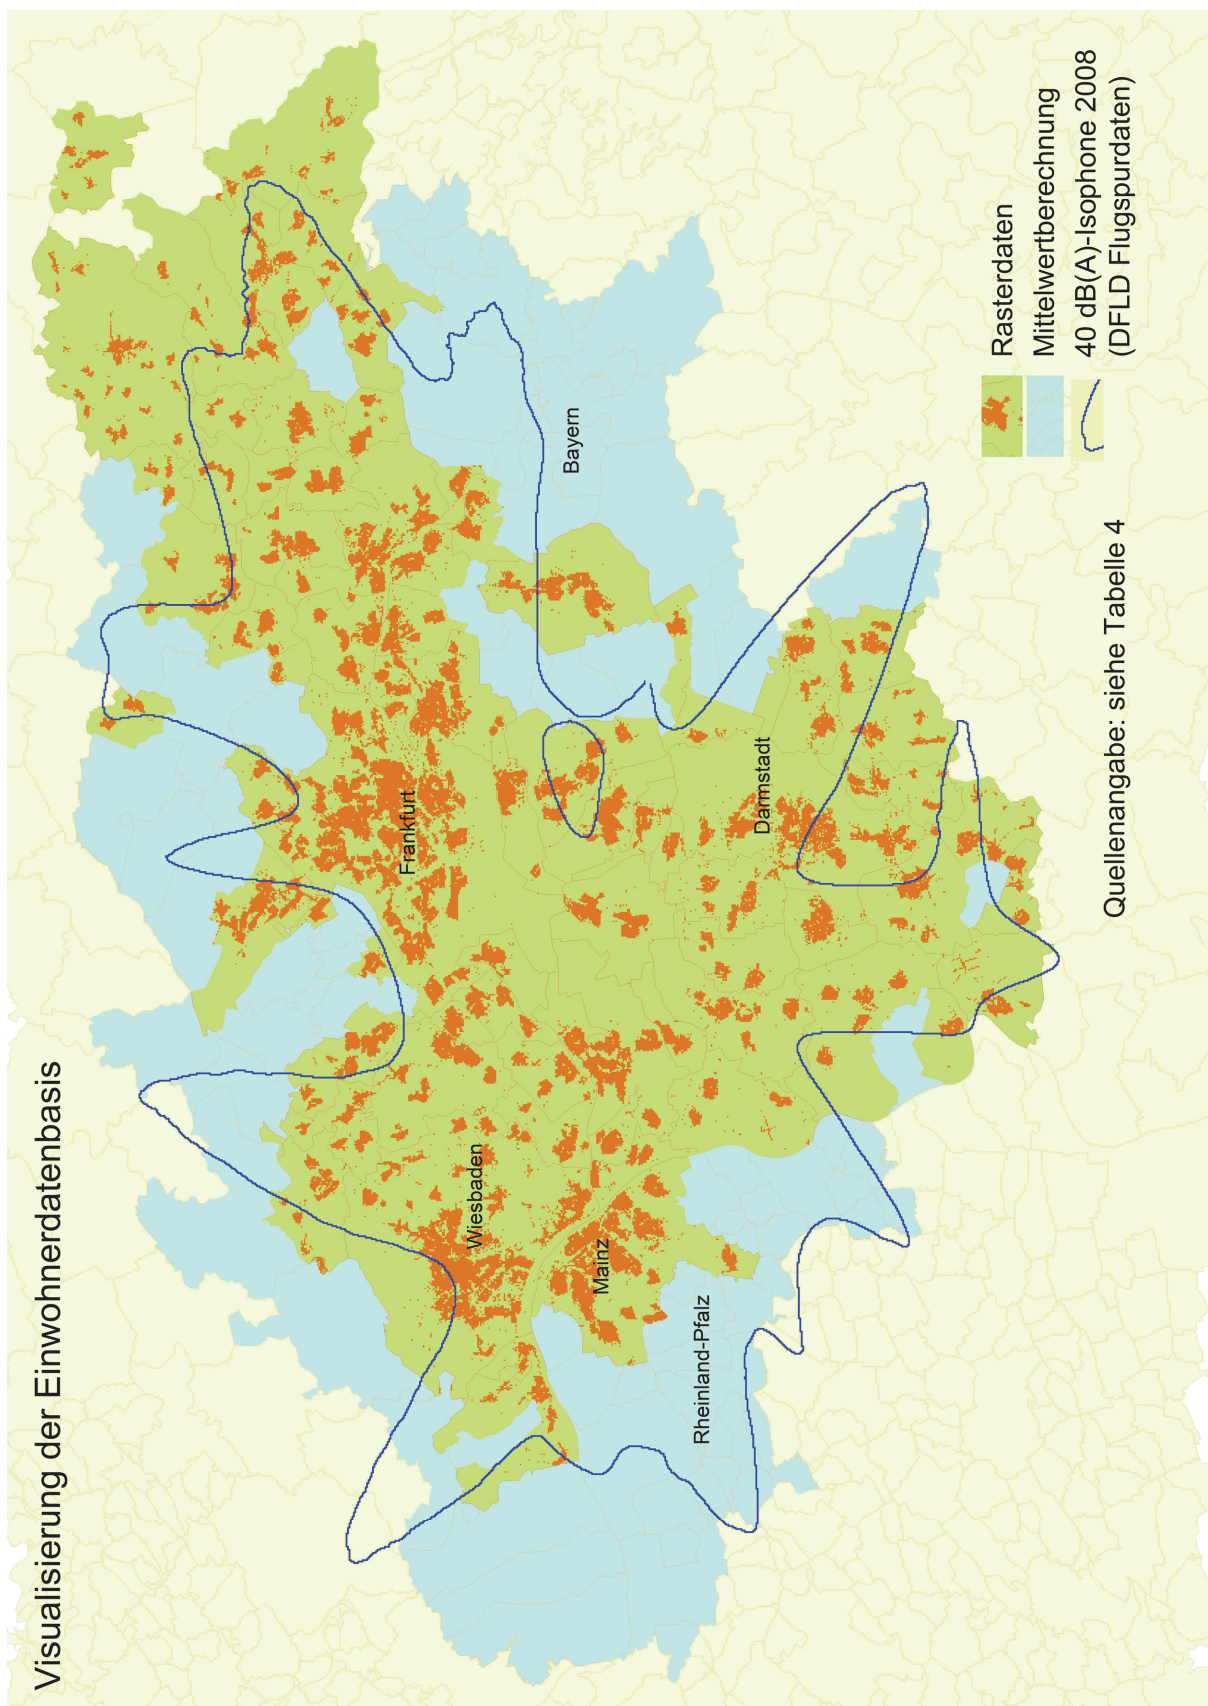 Visualisierung der Einwohnerdatenbasis
Frankfurt
Wiesbaden
Bayern
Mainz
Rheinland-Pfalz
Darmstadt
Rasterdaten
Mittelwertberechnung
40 dB(A)-Isophone 2008
(DFLD Flugspurdaten)
Quellenangabe: siehe Tabelle 4